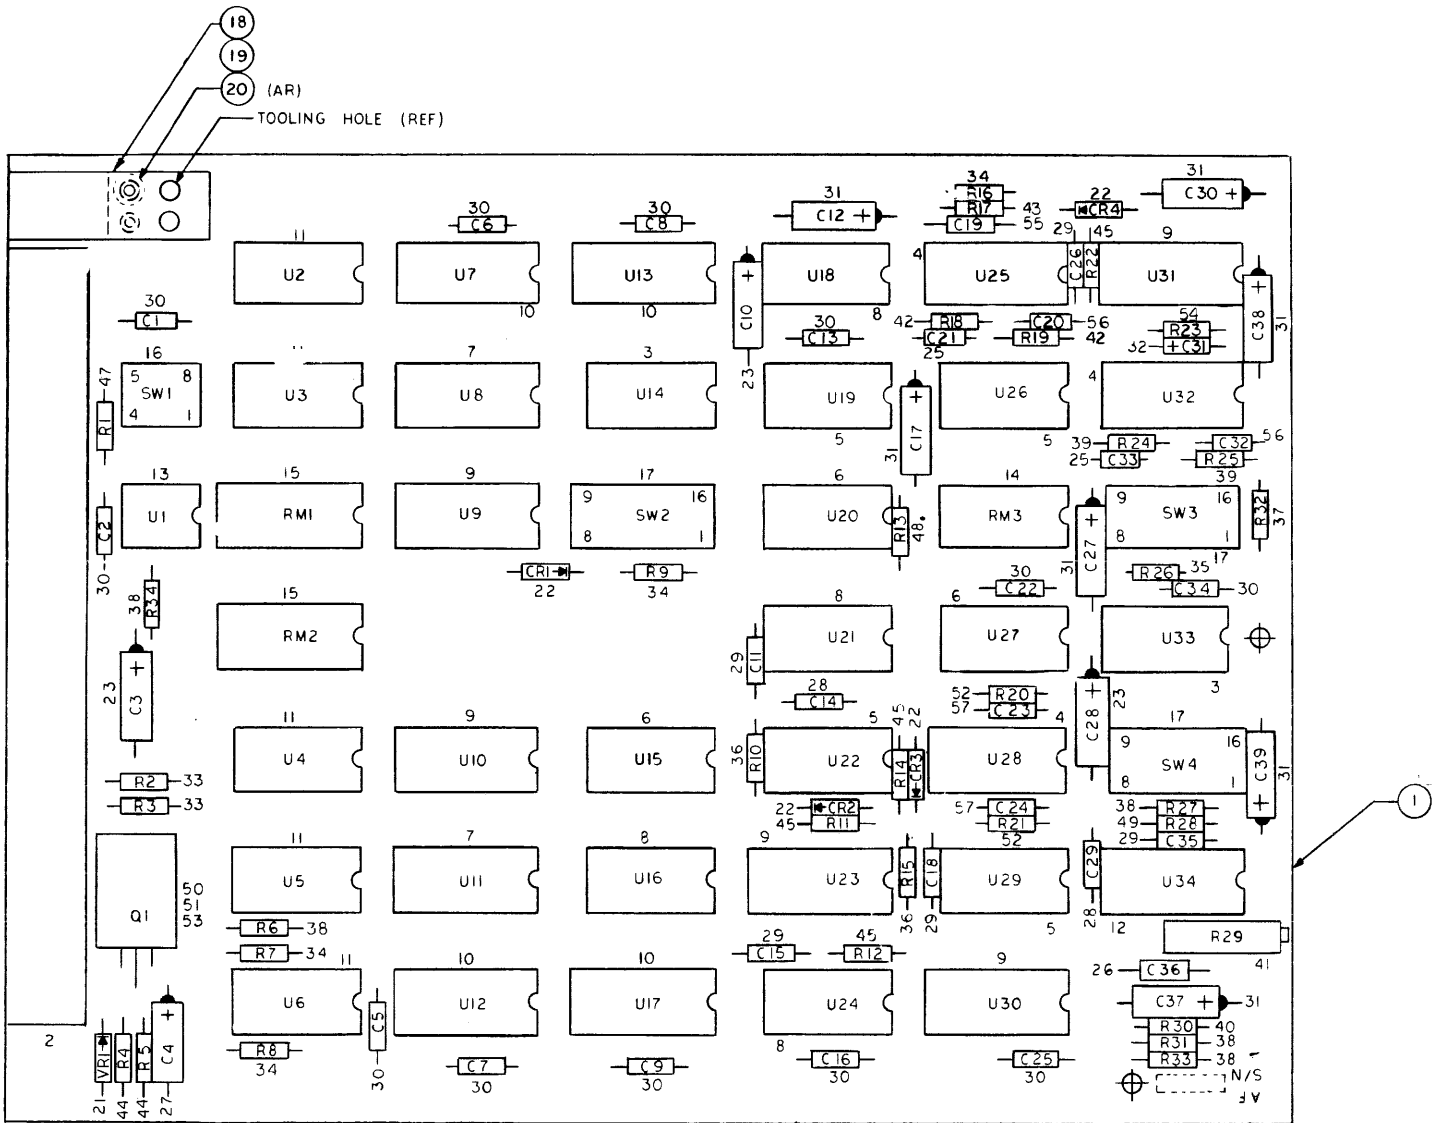 18
19
20 (AR)
TOOLING HOLE (REF)
31
34
22
31
30
30
C12 +
R16
R17 43
CR4
C30 +
C6
C8
C19 55
29 45
11
4
9
U2
U7
U13
C10 +
U18
U25
C26
R22
U31
C38 +
31
10
10
8
30
30
42 R18
C20 56
54
R23
C1
C13
C21
R19 42
32 +C31
25
16
11
7
3
23
4
47
5 8
SW1
4 1
R1
U3
U8
U14
U19
C17 +
U26
U32
5
5
39 R24
C32 56
31
25 C33
R25
39
13
15
9
17
6
14
C2
U1
RM1
U9
9 16
SW2
8 1
U20
R13
48
RM3
C27 +
9 16
SW3
8 1
R32
37
17
30
CR1
22
R9
34
30
C22
31
R26 35
C34 30
38
R34
15
8
6
RM2
C11
29
U21
U27
U33
3
23
C3 +
28
C14
52 R20
57 C23
C28 +
23
11
9
6
5
45
22
4
17
U4
U10
U15
36
R10
U22
R14
CR3
U28
9 16
SW4
8 1
C39 +
31
R2 33
R3 33
22 CR2
45 R11
57 C24
R21
52
38 R27
49 R28
29 C35
11
7
8
9
Q1
50
51
53
U5
U11
U16
U23
R15
36
C18
29
U29
C29
28
U34
5
12
R6 38
R7 34
29
C15
45
R12
R29
41
11
10
10
9
26 C36
2
VR1
21
R4
44
R5
44
C4 +
27
U6
C5
30
U12
U17
U24
U30
C37 + 31
8
R30 40
R31 38
R33 38
R8
34
C7
30
C9
30
C16
30
C25
30
S/N
AF
1